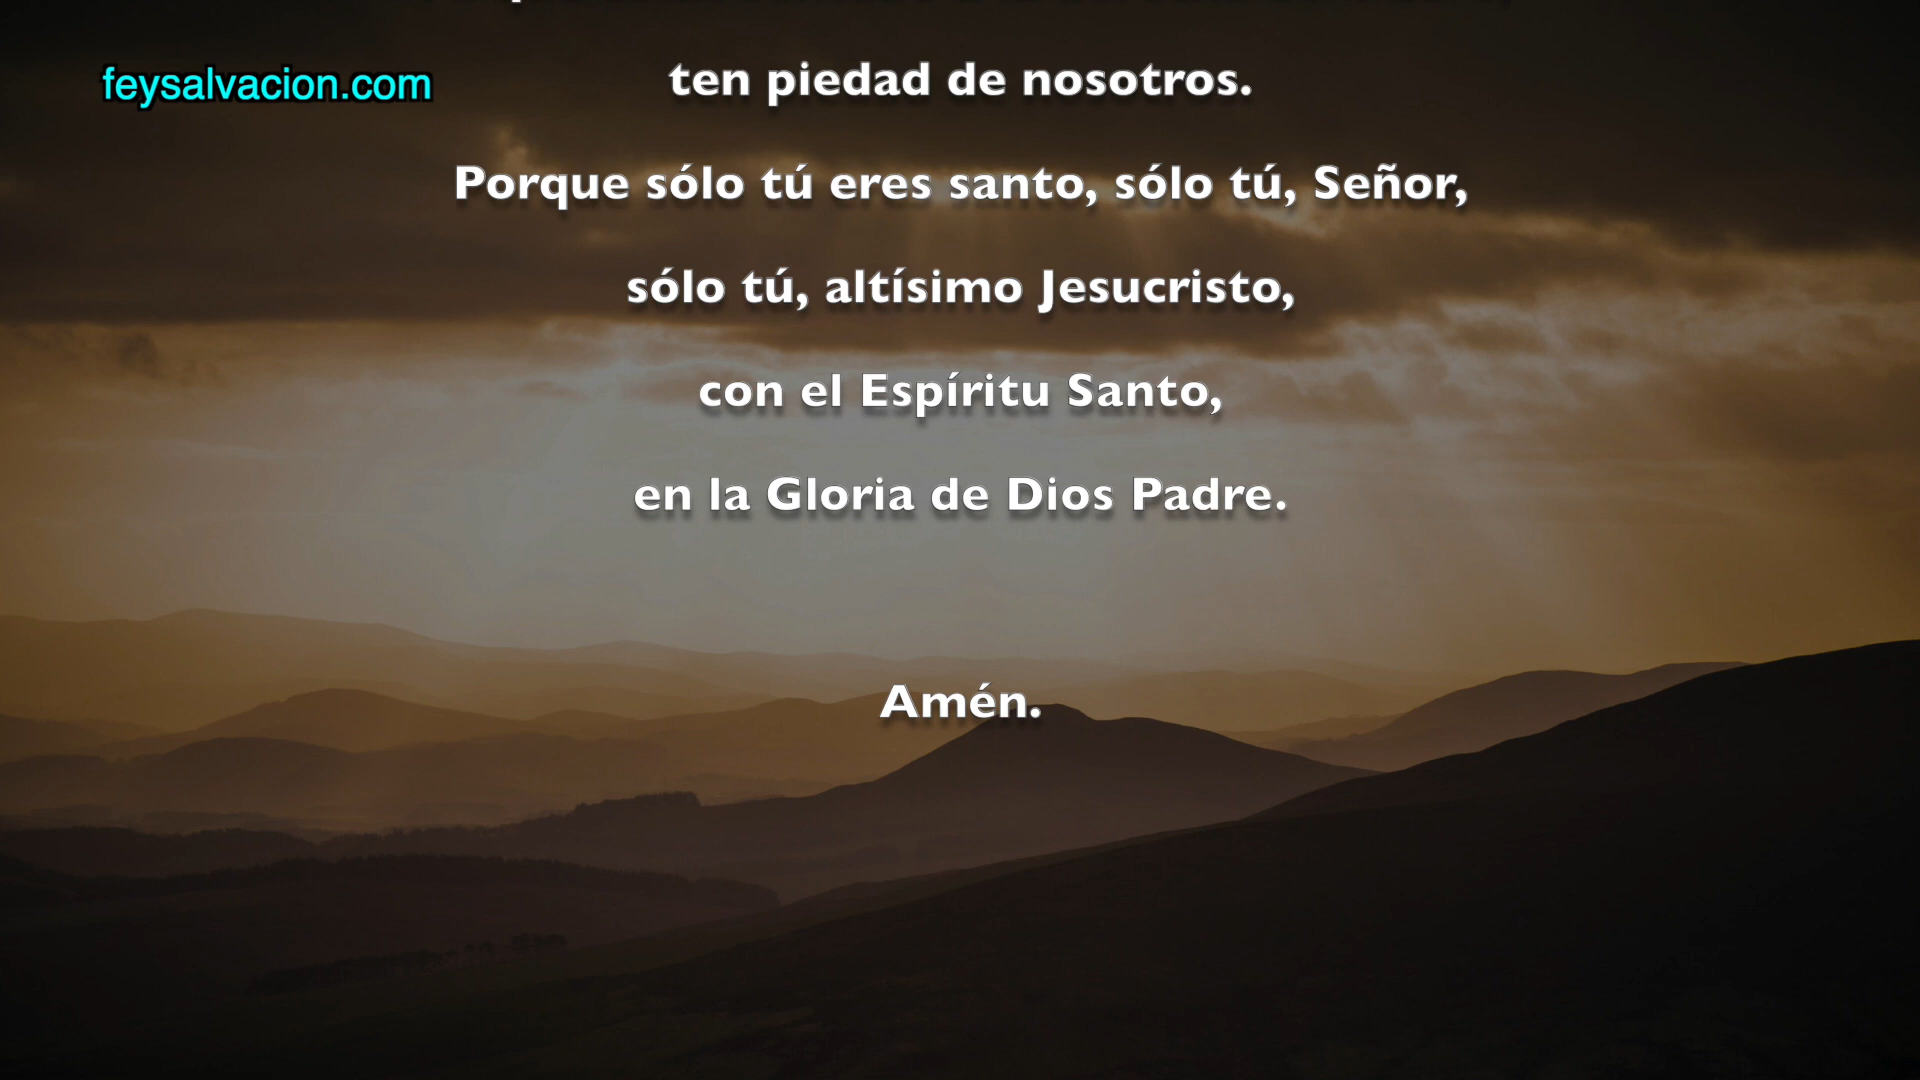 feysalvacion.com
ten piedad de nosotros.
Porque sólo tú eres santo, sólo tú, Señor,
sólo tú, altísimo Jesucristo,
con el Espíritu Santo,
en la Gloria de Dios Padre.
Amén.